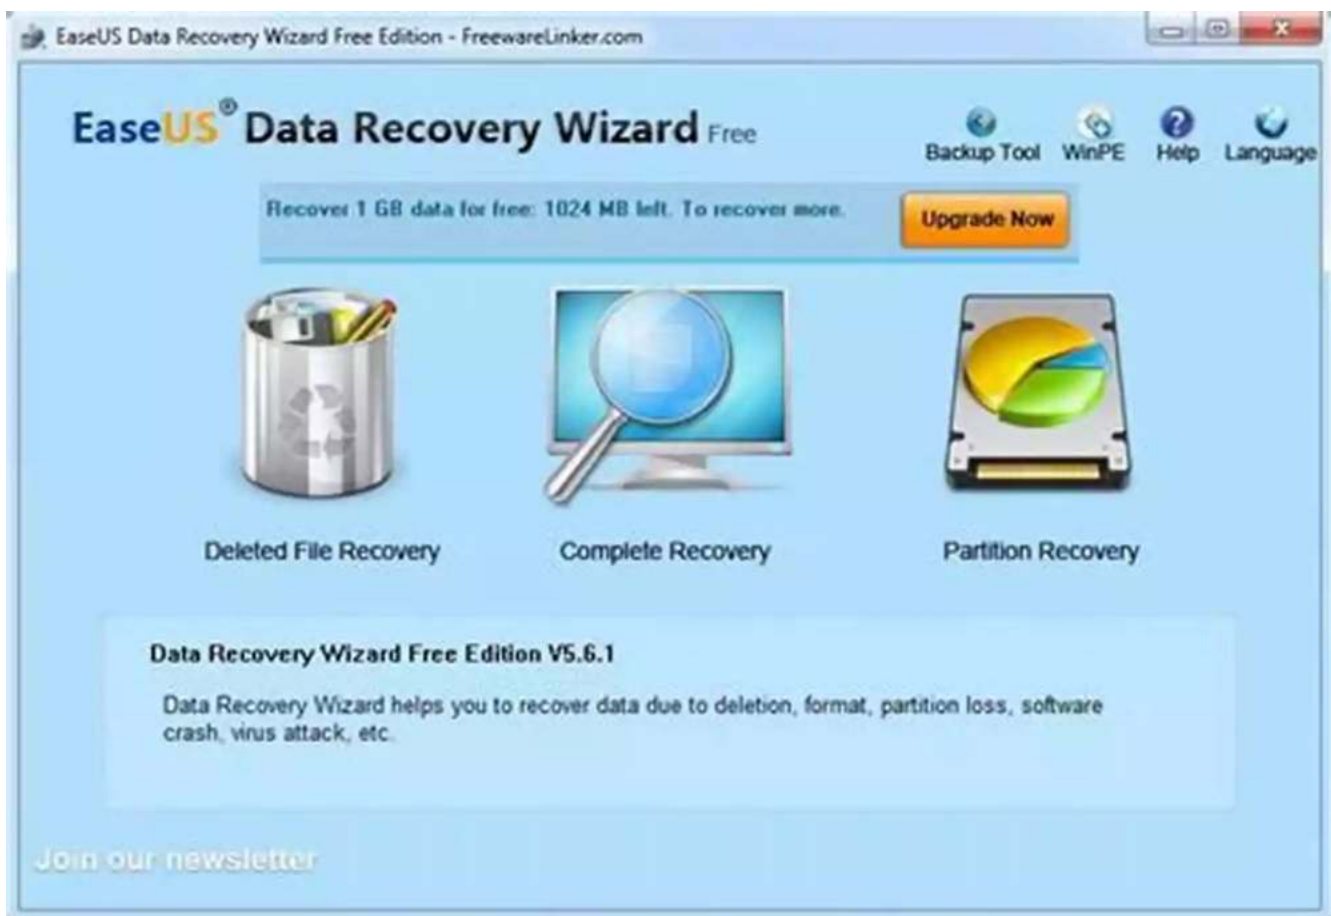 EaseUS Data Recovery Wizard Free Edition - FreewareLinker.com
EaseUS® Data Recovery Wizard Free
Backup Tool WinPE Help Language
Recover 1 GB data for free: 1024 MB left. To recover more.
Upgrade Now
Deleted File Recovery Complete Recovery Partition Recovery
Data Recovery Wizard Free Edition V5.6.1
Data Recovery Wizard helps you to recover data due to deletion, format, partition loss, software
crash, virus attack, etc.
Join our newsletter